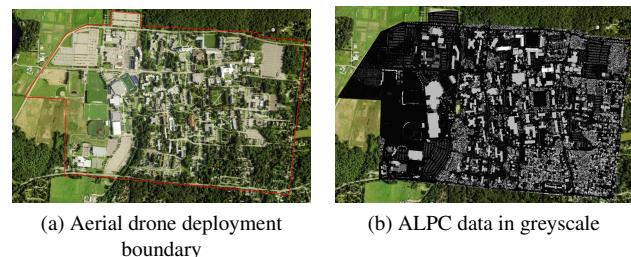 (a) Aerial drone deployment
boundary
(b) ALPC data in greyscale